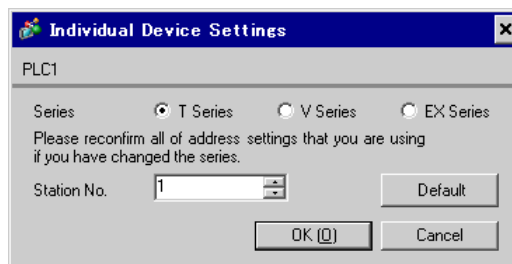 Individual Device Settings
PLC1
Series T Series V Series EX Series
Please reconfirm all of address settings that you are using
if you have changed the series.
Station No. 1 Default
OK (O) Cancel